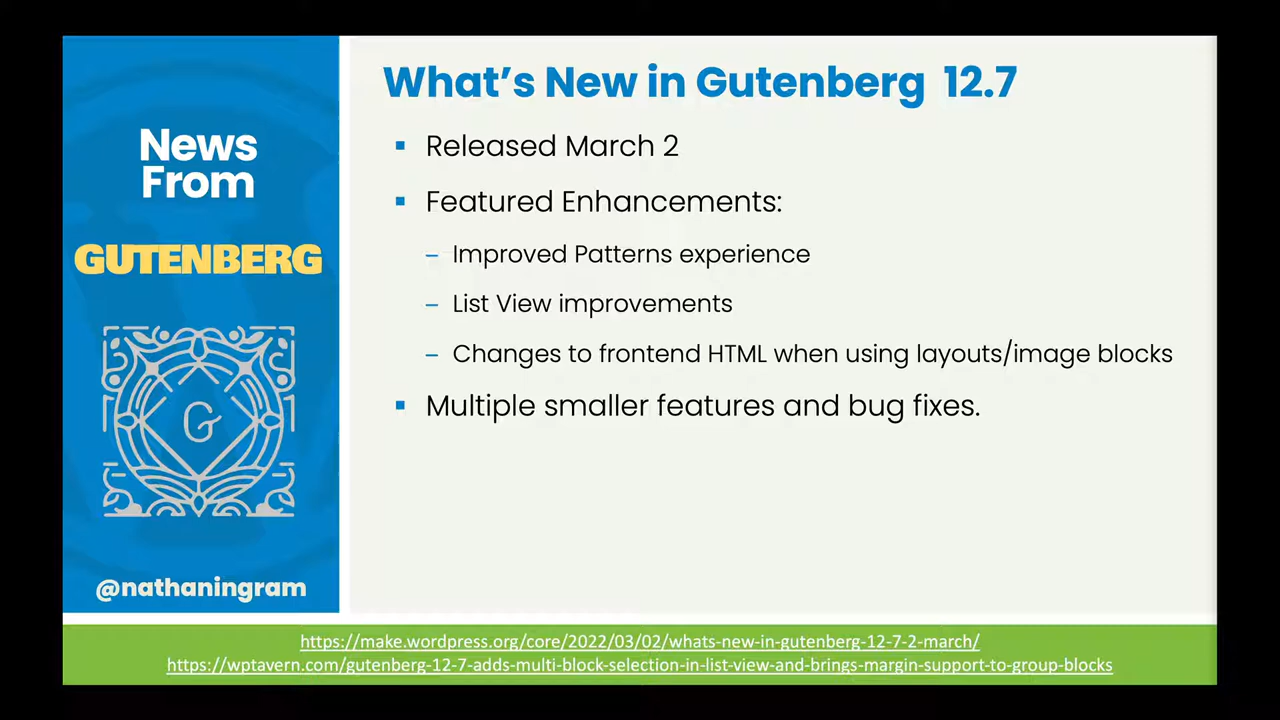 News
From
GUTENBERG
G
@nathaningram
What's New in Gutenberg 12.7
▪ Released March 2
▪ Featured Enhancements:
– Improved Patterns experience
– List View improvements
– Changes to frontend HTML when using layouts/image blocks
▪ Multiple smaller features and bug fixes.
https://make.wordpress.org/core/2022/03/02/whats-new-in-gutenberg-12-7-2-march/
https://wptavern.com/gutenberg-12-7-adds-multi-block-selection-in-list-view-and-brings-margin-support-to-group-blocks